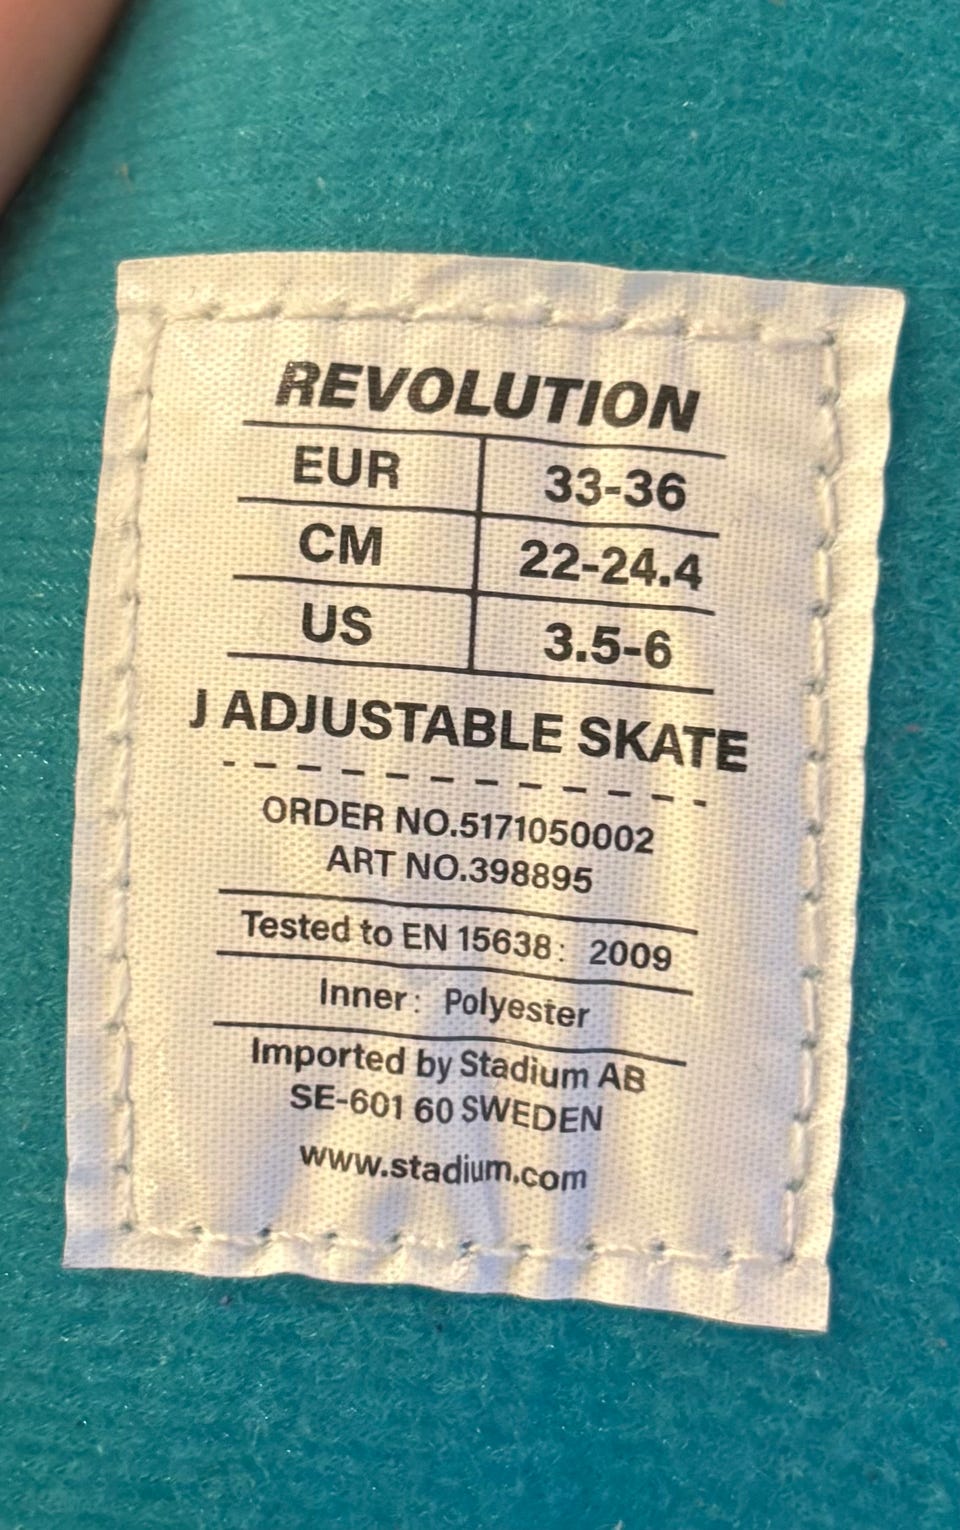 REVOLUTION
EUR 33-36
CM 22-24.4
US 3.5-6
J ADJUSTABLE SKATE
ORDER NO.5171050002
ART NO.398895
Tested to EN 15638: 2009
Inner: Polyester
Imported by Stadium AB
SE-601 60 SWEDEN
www.stadium.com